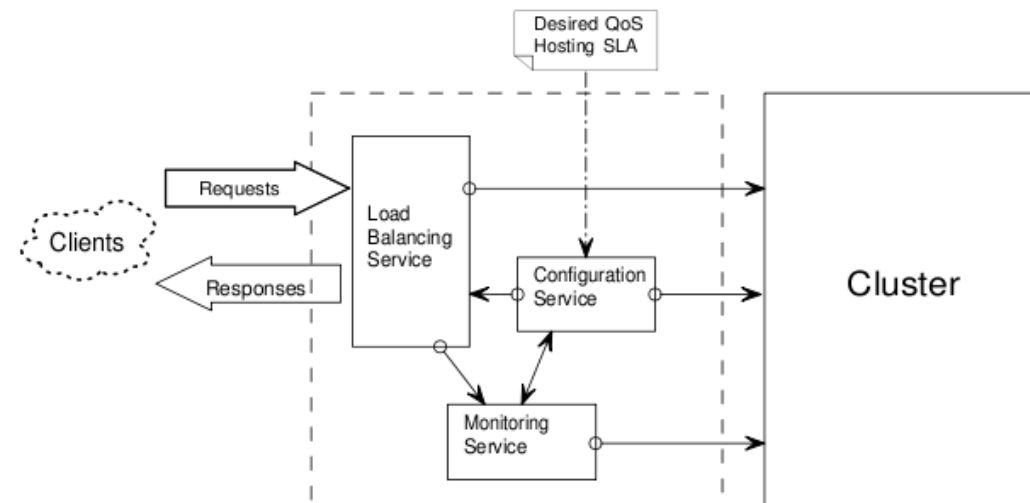 Desired QoS
Hosting SLA
Requests
Clients
Responses
Load
Balancing
Service
Configuration
Service
Monitoring
Service
Cluster